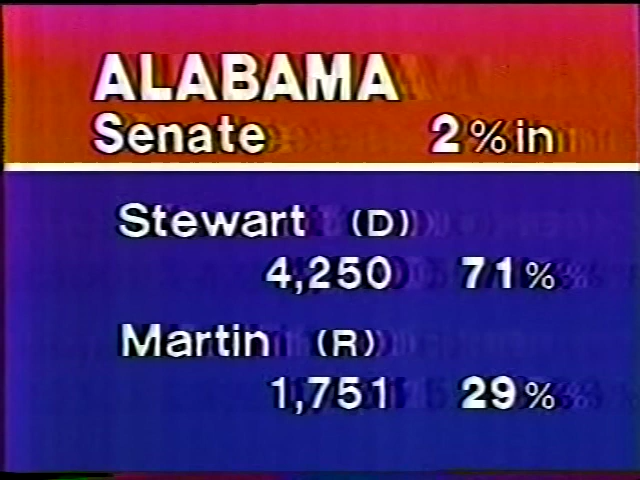 ALABAMA
Senate 2% in
Stewart (D)
4,250 71%
Martin (R)
1,751 29%